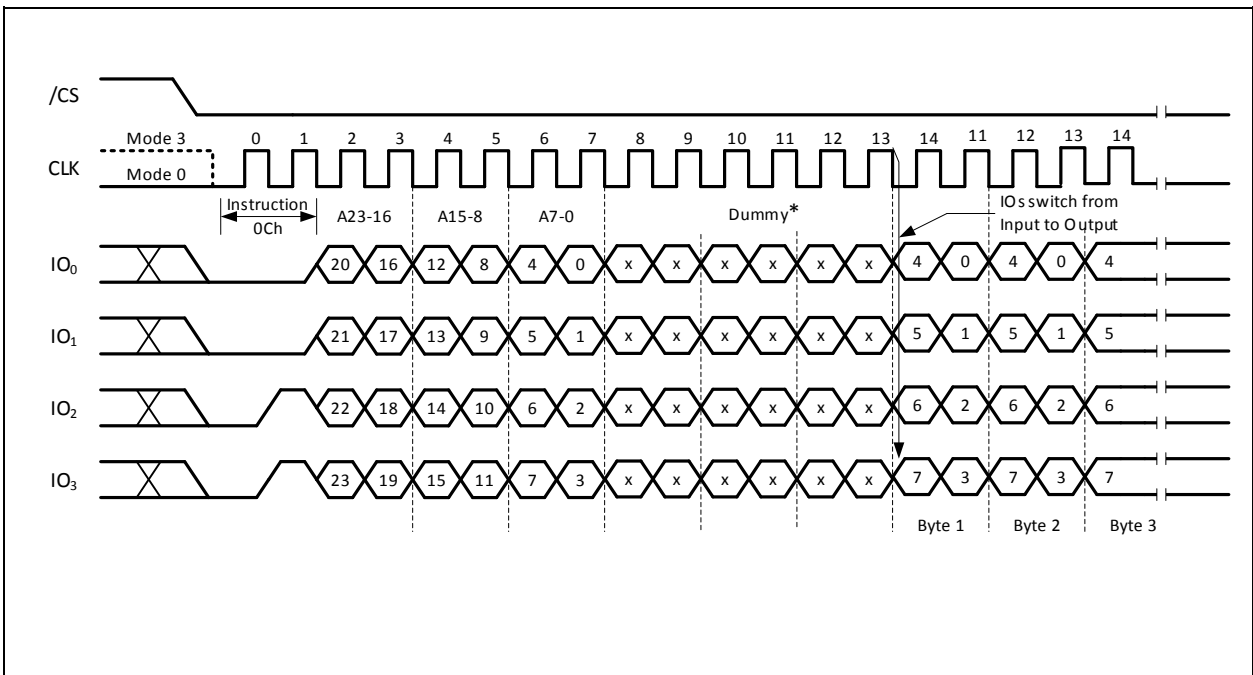 /CS
Mode 3 0 1 2 3 4 5 6 7 8 9 10 11 12 13 14 11 12 13 14
CLK
Mode 0
Instruction A23-16 A15-8 A7-0 Dummy* IOs switch from
0Ch Input to Output
IO0 20 16 12 8 4 0 x x x x x x 4 0 4 0 4
IO1 21 17 13 9 5 1 x x x x x x 5 1 5 1 5
IO2 22 18 14 10 6 2 x x x x x x 6 2 6 2 6
IO3 23 19 15 11 7 3 x x x x x x 7 3 7 3 7
Byte 1 Byte 2 Byte 3